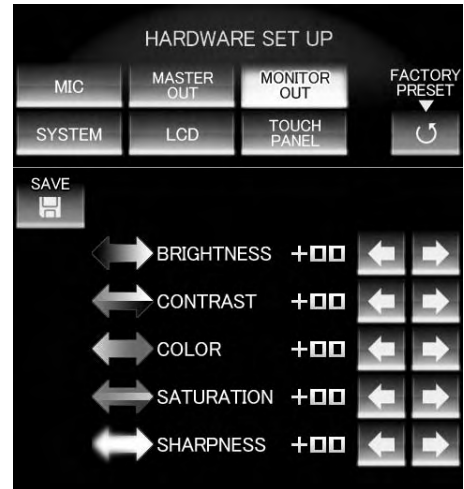 HARDWARE SET UP
MIC
MASTER OUT
MONITOR OUT
FACTORY PRESET
SYSTEM
LCD
TOUCH PANEL
SAVE
BRIGHTNESS +00
CONTRAST +00
COLOR +00
SATURATION +00
SHARPNESS +00